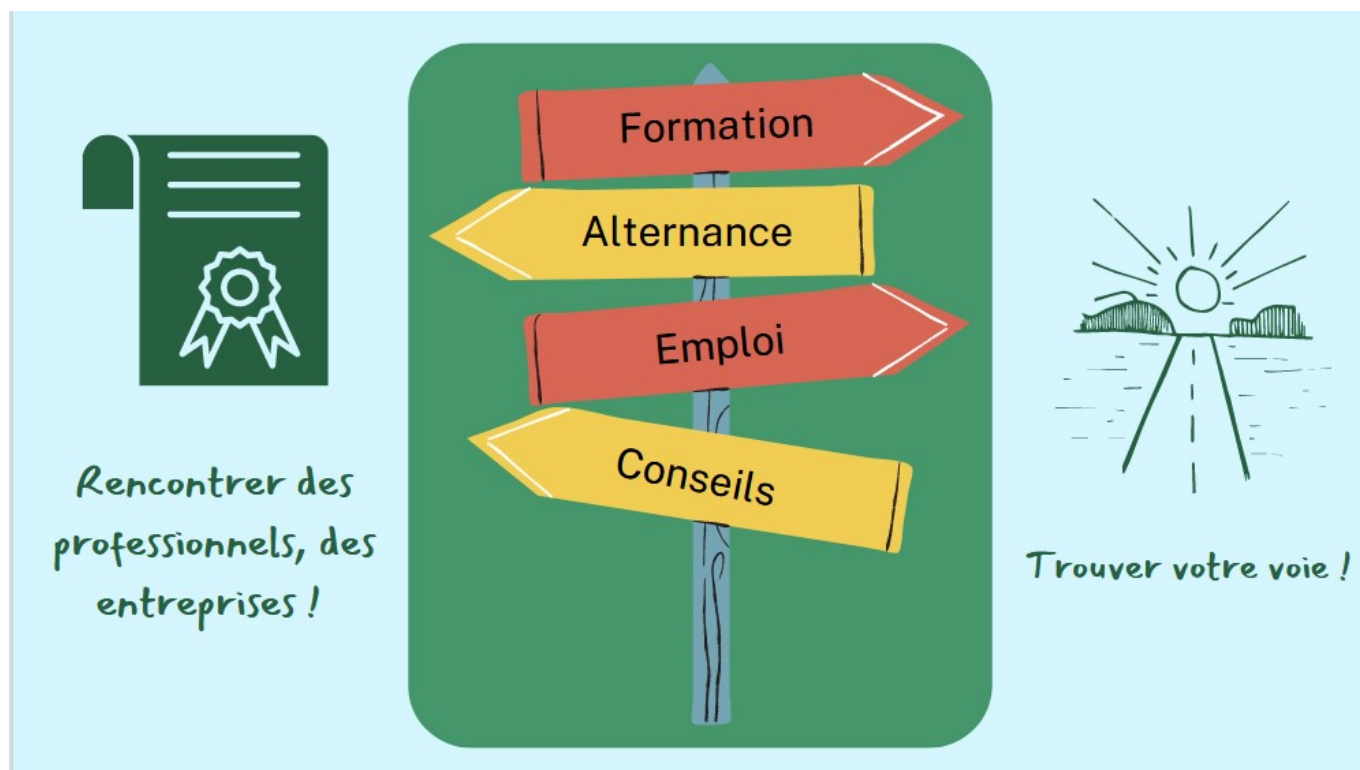 Formation
Alternance
Emploi
Conseils
Rencontrer des
professionnels, des
entreprises !
Trouver votre voie !